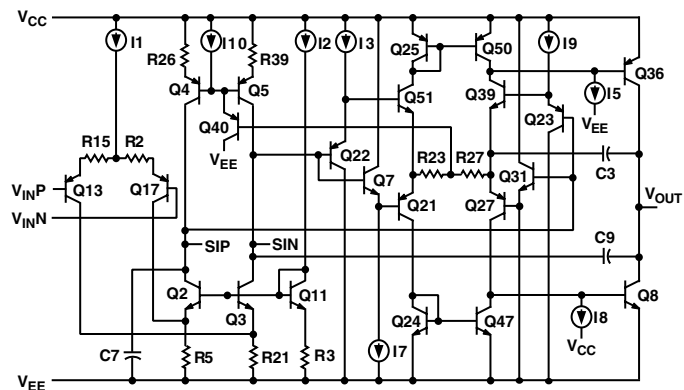 VCC
I1 I10 I2 I3 Q25 Q50 I9
R26 R39 Q36
Q4 Q5 Q51 Q39 I5
Q40 Q23
VEE VEE
R15 R2 Q22 R23 R27 Q31 C3
VINP Q13 Q17 Q7
VINN Q21 Q27 VOUT
SIP SIN C9
Q2 Q3 Q11 Q24 Q47 I8 Q8
C7 R5 R21 R3 I7 VCC
VEE